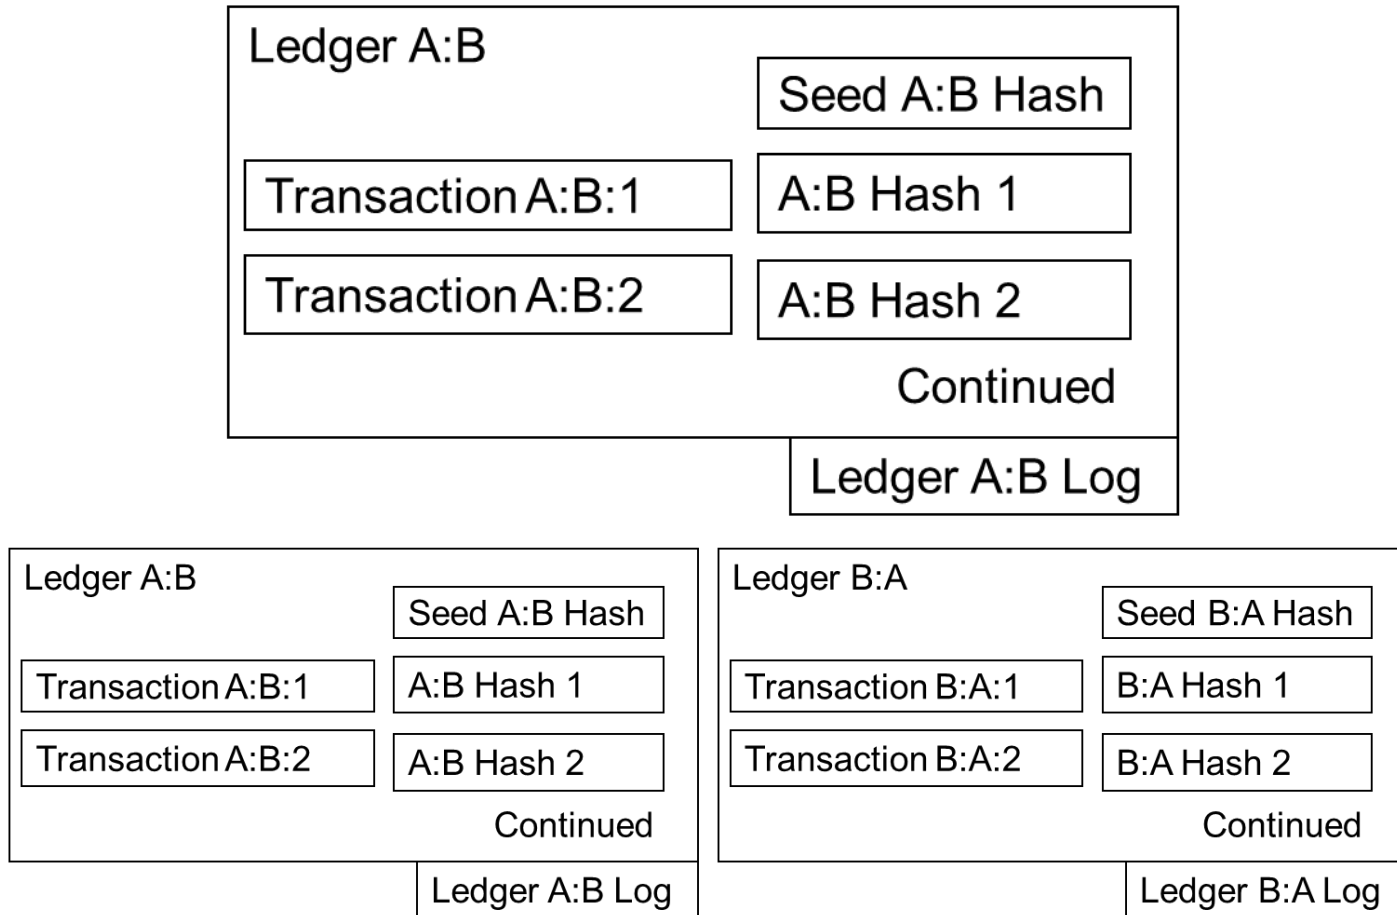 Ledger A:B
Seed A:B Hash
Transaction A:B:1
A:B Hash 1
Transaction A:B:2
A:B Hash 2
Continued
Ledger A:B Log
Ledger A:B
Seed A:B Hash
Transaction A:B:1
A:B Hash 1
Transaction A:B:2
A:B Hash 2
Continued
Ledger A:B Log
Ledger B:A
Seed B:A Hash
Transaction B:A:1
B:A Hash 1
Transaction B:A:2
B:A Hash 2
Continued
Ledger B:A Log